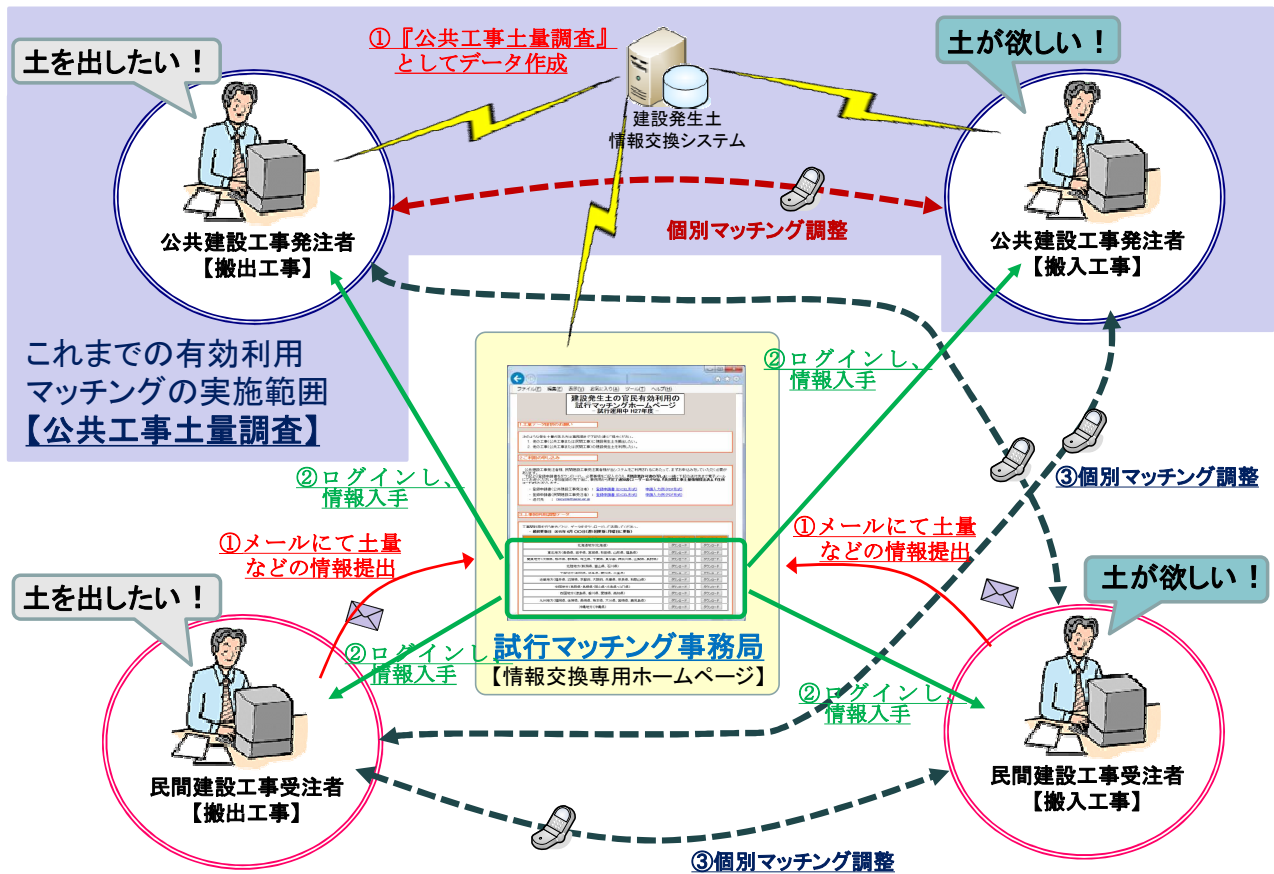 土を出したい！
①『公共工事土量調査』
としてデータ作成
土が欲しい！
建設発生土
情報交換システム
個別マッチング調整
公共建設工事発注者
【搬出工事】
公共建設工事発注者
【搬入工事】
これまでの有効利用
マッチングの実施範囲
【公共工事土量調査】
②ログインし、
情報入手
②ログインし、
情報入手
建設発生土の官民有効利用の
試行マッチングホームページ
試行運用中 H27年度
③個別マッチング調整
①メールにて土量
などの情報提出
①メールにて土量
などの情報提出
土を出したい！
土が欲しい！
②ログインし、
情報入手
試行マッチング事務局
【情報交換専用ホームページ】
②ログインし、
情報入手
民間建設工事受注者
【搬出工事】
民間建設工事受注者
【搬入工事】
③個別マッチング調整